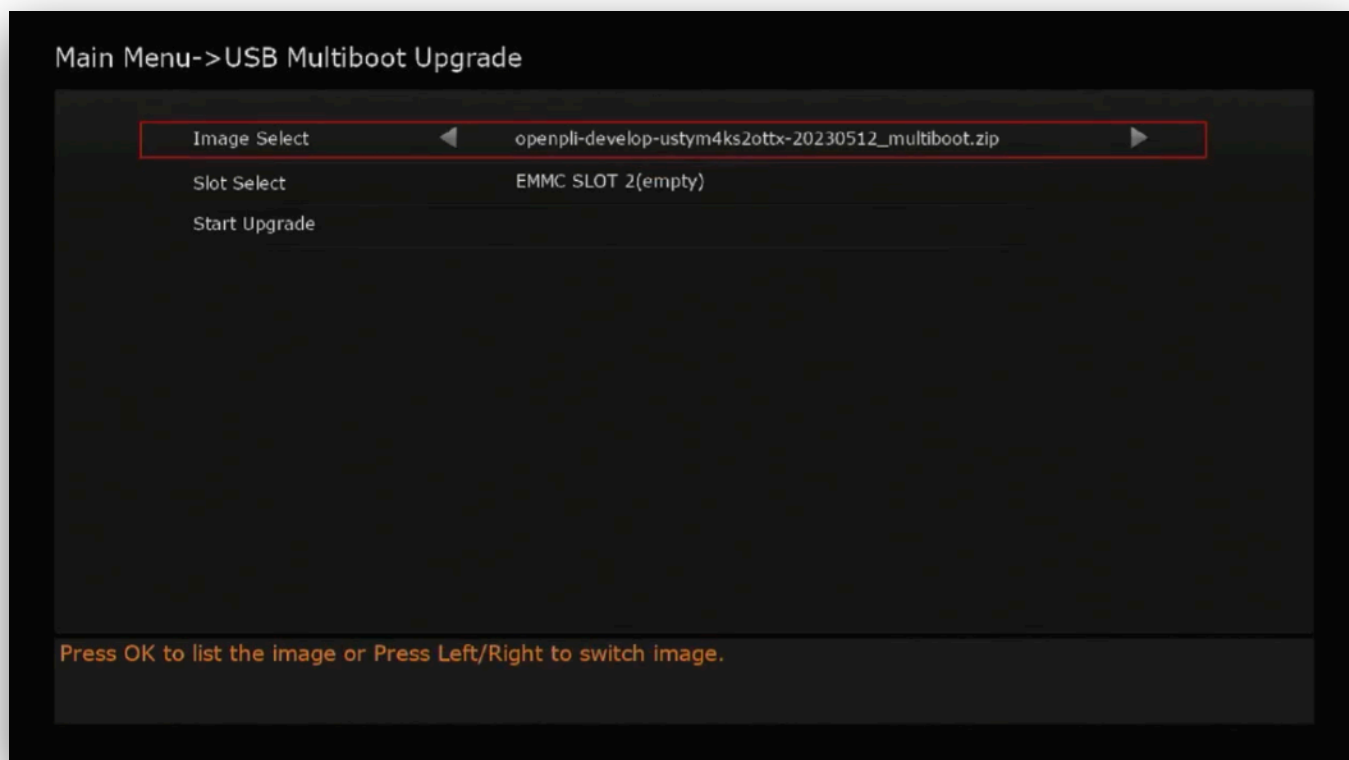 Main Menu->USB Multiboot Upgrade
Image Select openpli-develop-ustym4ks2ottx-20230512_multiboot.zip
Slot Select EMMC SLOT 2(empty)
Start Upgrade
Press OK to list the image or Press Left/Right to switch image.